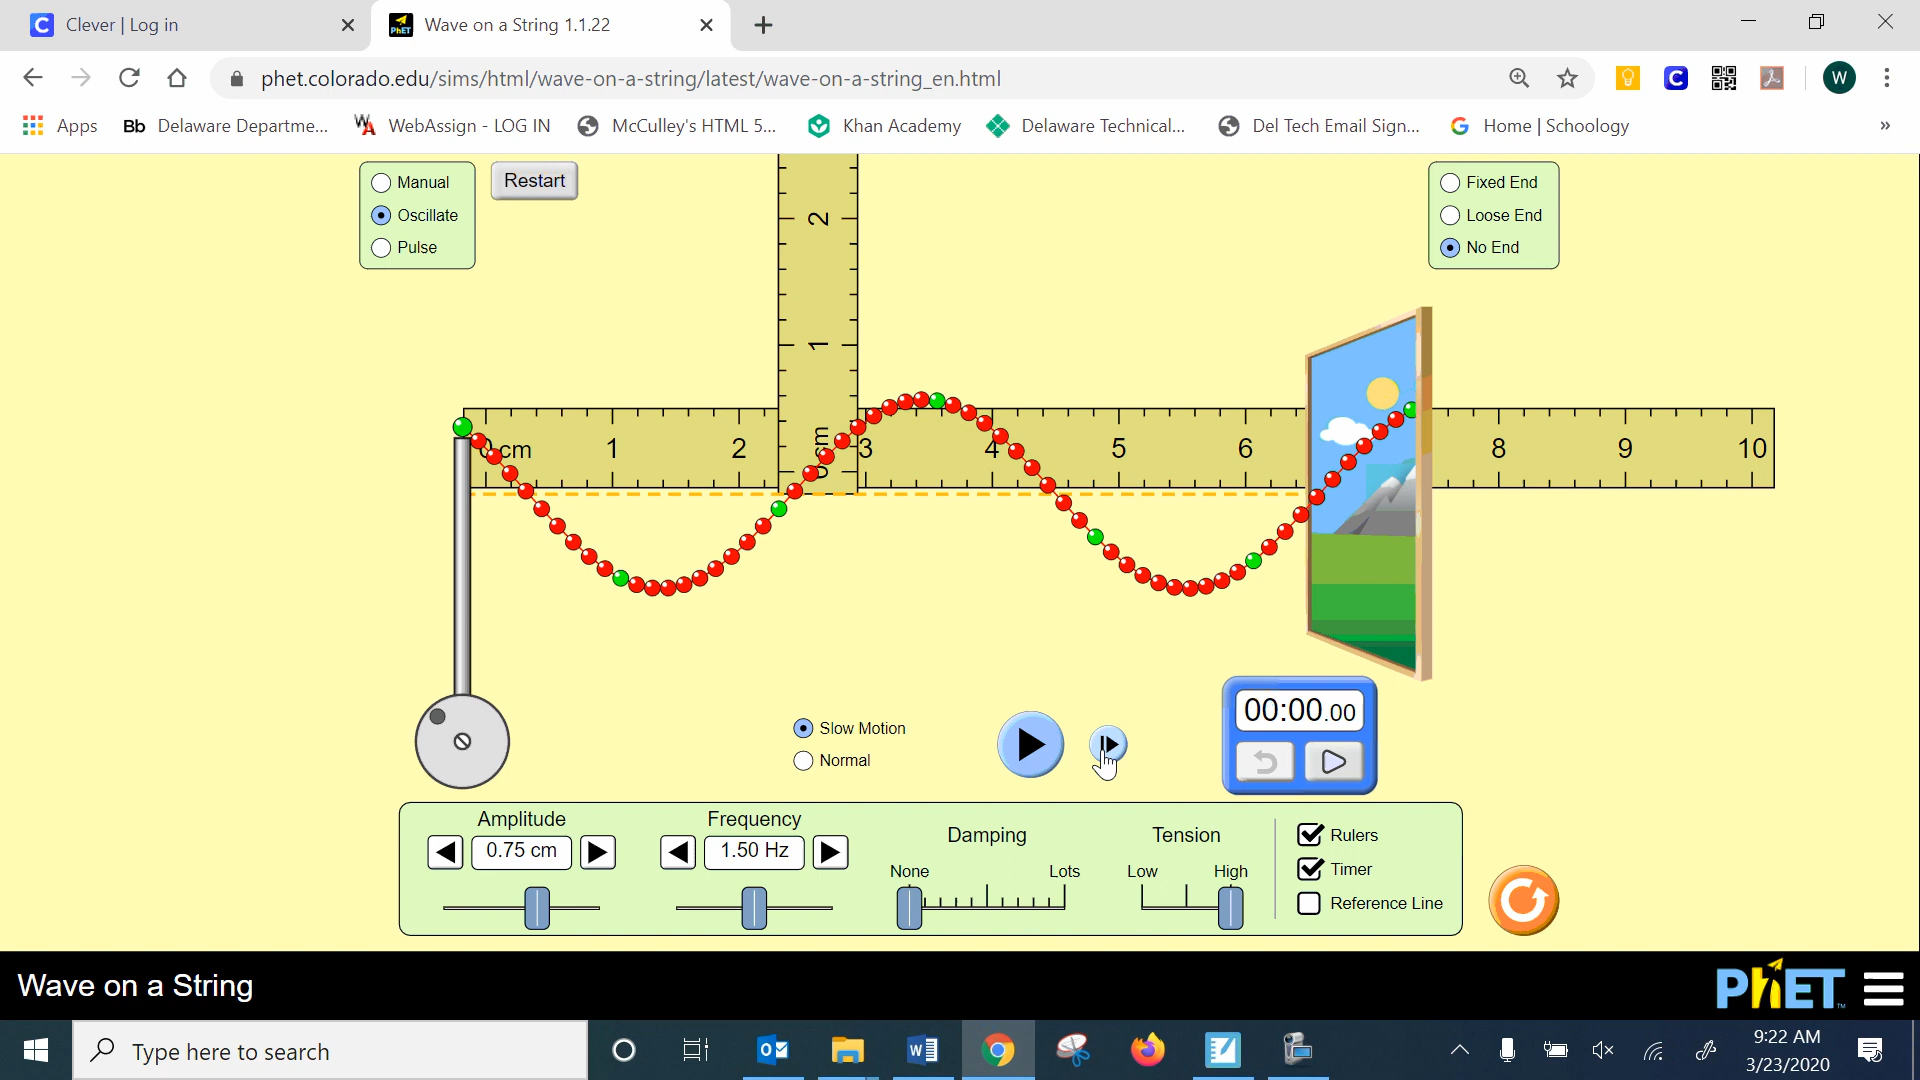 Clever | Log in
Wave on a String 1.1.22
phet.colorado.edu/sims/html/wave-on-a-string/latest/wave-on-a-string_en.html
W
Apps
Bb Delaware Departme...
WebAssign - LOG IN
McCulley's HTML 5...
Khan Academy
Delaware Technical...
Del Tech Email Sign...
Home | Schoology
»
Manual
Oscillate
Pulse
Restart
Fixed End
Loose End
No End
2
1
0 cm
0 cm 1 2 3 4 5 6 8 9 10
Slow Motion
Normal
00:00.00
Amplitude
0.75 cm
Frequency
1.50 Hz
Damping
None Lots
Tension
Low High
Rulers
Timer
Reference Line
Wave on a String
PhET
Type here to search
9:22 AM
3/23/2020